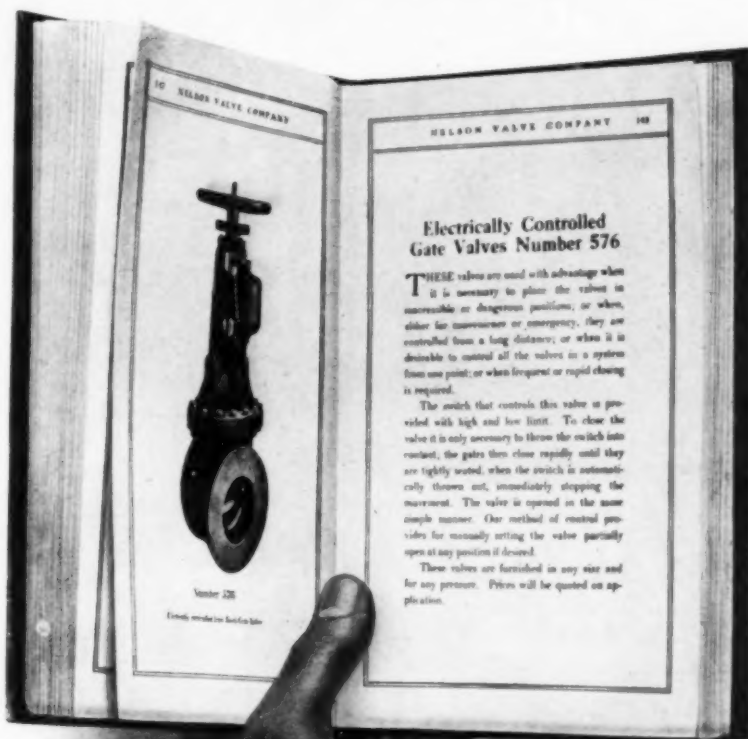 NELSON VALVE COMPANY
Number 576
NELSON VALVE COMPANY
Electrically Controlled
Gate Valves Number 576
THESE valves are used with advantage when
it is necessary to place the valves in
inaccessible or dangerous positions; or when,
either for convenience or emergency, they are
controlled from a long distance; or when it is
desirable to control all the valves in a system
from one point; or when frequent or rapid closing
is required.
The switch that controls this valve is pro-
vided with high and low limit. To close the
valve it is only necessary to throw the switch into
contact, the gates then close rapidly until they
are tightly seated, when the switch is automati-
cally thrown out, immediately stopping the
movement. The valve is opened in the same
simple manner. Our method of control pro-
vides for manually setting the valve partially
open at any position if desired.
These valves are furnished in any size and
for any pressure. Prices will be quoted on ap-
plication.